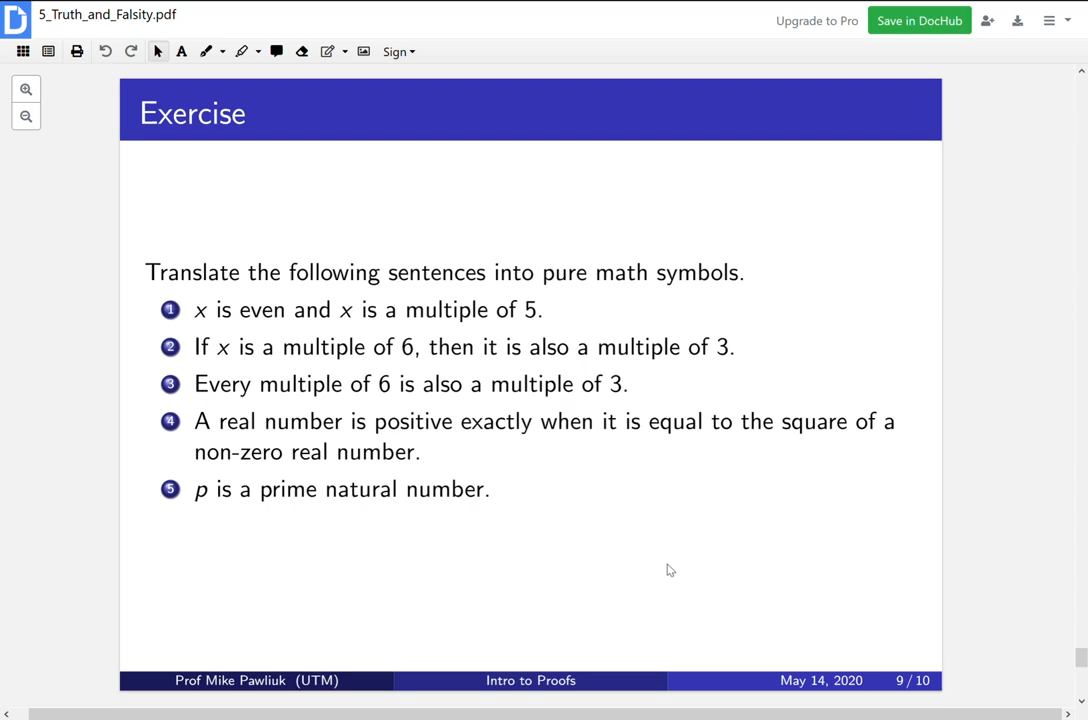 5_Truth_and_Falsity.pdf
Upgrade to Pro
Save in DocHub
A
Sign
Exercise
Translate the following sentences into pure math symbols.
1 x is even and x is a multiple of 5.
2 If x is a multiple of 6, then it is also a multiple of 3.
3 Every multiple of 6 is also a multiple of 3.
4 A real number is positive exactly when it is equal to the square of a
non-zero real number.
5 p is a prime natural number.
Prof Mike Pawliuk (UTM)
Intro to Proofs
May 14, 2020
9 / 10